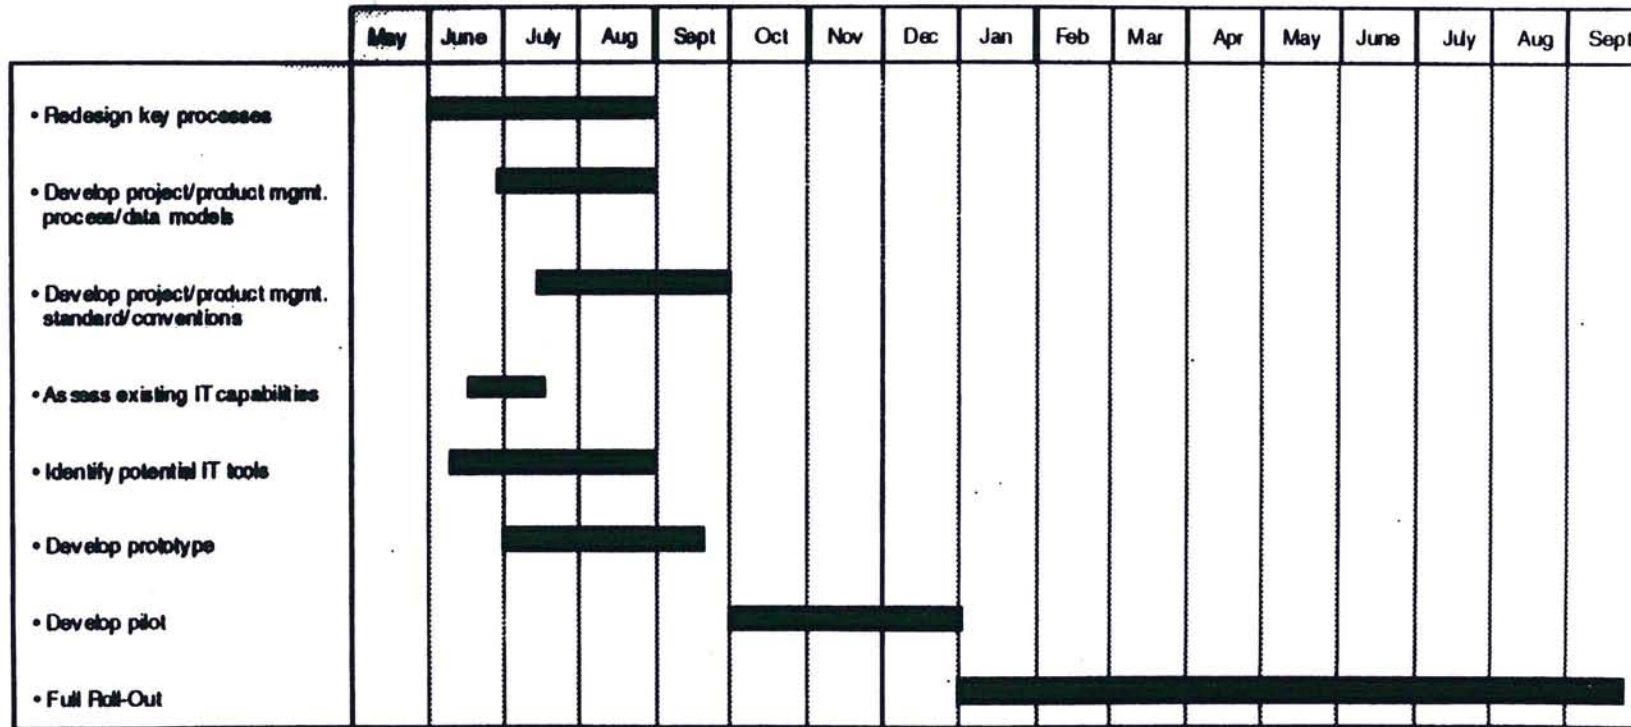 May June July Aug Sept Oct Nov Dec Jan Feb Mar Apr May June July Aug Sept
• Redesign key processes
• Develop project/product mgmt.
process/data models
• Develop project/product mgmt.
standard/conventions
• Assess existing IT capabilities
• Identify potential IT tools
• Develop prototype
• Develop pilot
• Full Roll-Out